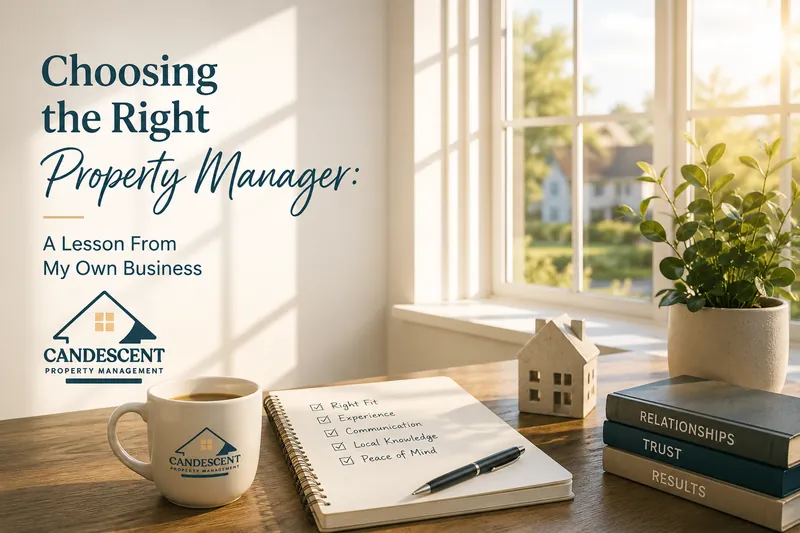 Choosing
the Right
Property Manager:
A Lesson From
My Own Business
CANDESCENT
PROPERTY MANAGEMENT
CANDESCENT
PROPERTY MANAGEMENT
Right Fit
Experience
Communication
Local Knowledge
Peace of Mind
RELATIONSHIPS
TRUST
RESULTS